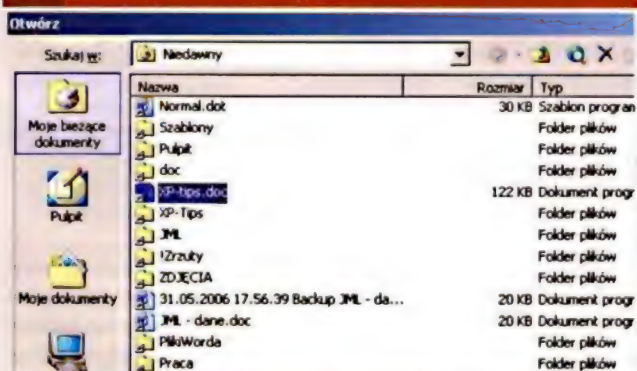 Otwórz
Szukaj w: Niedawny
Nazwa Rozmiar Typ
Normal.dot 30 KB Szablon program
Szablony Folder plików
Pulpit Folder plików
doc Folder plików
XP-tips.doc 122 KB Dokument progr
XP-Tips Folder plików
JML Folder plików
!Zrzuty Folder plików
ZDJĘCIA Folder plików
31.05.2006 17.56.39 Backup JML - da... 20 KB Dokument progr
JML - dane.doc 20 KB Dokument progr
PlikiWorda Folder plików
Praca Folder plików
Moje bieżące
dokumenty
Pulpit
Moje dokumenty